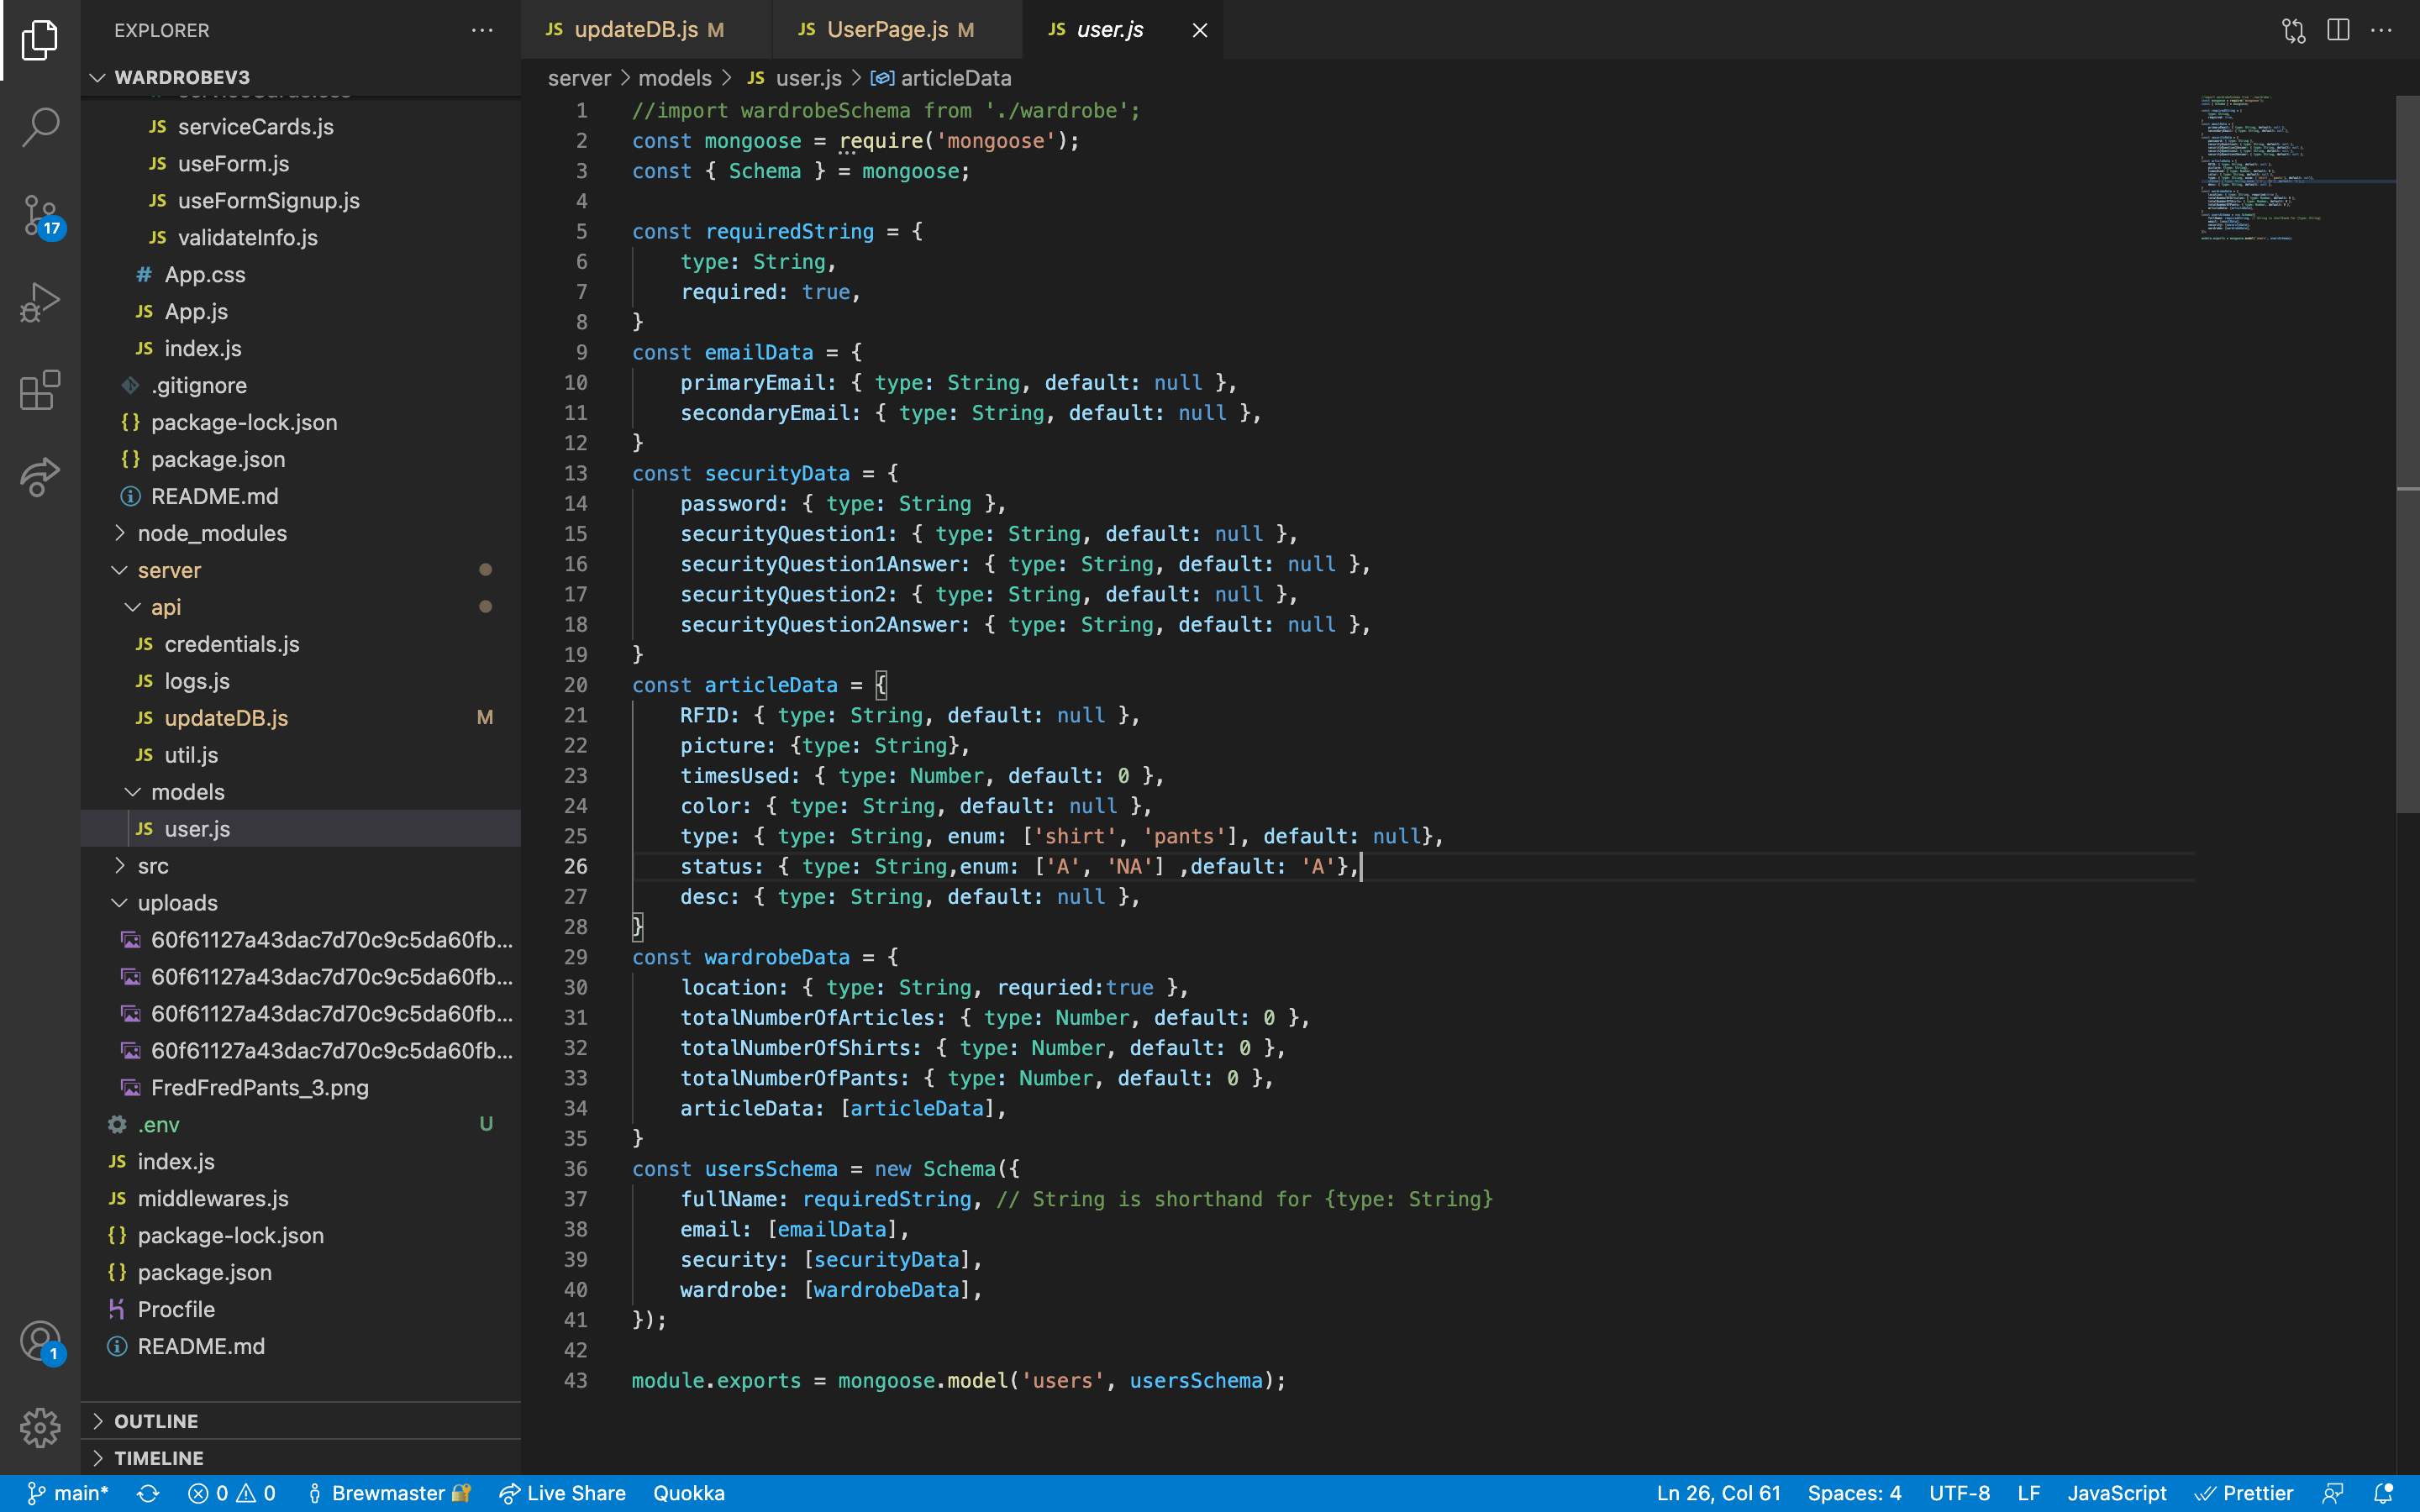 EXPLORER
WARDROBEV3
serviceCards.js
useForm.js
useFormSignup.js
validateInfo.js
App.css
App.js
index.js
.gitignore
package-lock.json
package.json
README.md
node_modules
server
api
credentials.js
logs.js
updateDB.js M
util.js
models
user.js
src
uploads
60f61127a43dac7d70c9c5da60fb...
60f61127a43dac7d70c9c5da60fb...
60f61127a43dac7d70c9c5da60fb...
60f61127a43dac7d70c9c5da60fb...
FredFredPants_3.png
.env U
index.js
middlewares.js
package-lock.json
package.json
Procfile
README.md
OUTLINE
TIMELINE
17
1
JS updateDB.js M JS UserPage.js M JS user.js
server > models > JS user.js > articleData
1 //import wardrobeSchema from './wardrobe';
2 const mongoose = require('mongoose');
3 const { Schema } = mongoose;
4
5 const requiredString = {
6 type: String,
7 required: true,
8 }
9 const emailData = {
10 primaryEmail: { type: String, default: null },
11 secondaryEmail: { type: String, default: null },
12 }
13 const securityData = {
14 password: { type: String },
15 securityQuestion1: { type: String, default: null },
16 securityQuestion1Answer: { type: String, default: null },
17 securityQuestion2: { type: String, default: null },
18 securityQuestion2Answer: { type: String, default: null },
19 }
20 const articleData = {
21 RFID: { type: String, default: null },
22 picture: {type: String},
23 timesUsed: { type: Number, default: 0 },
24 color: { type: String, default: null },
25 type: { type: String, enum: ['shirt', 'pants'], default: null},
26 status: { type: String,enum: ['A', 'NA'] ,default: 'A'},
27 desc: { type: String, default: null },
28 }
29 const wardrobeData = {
30 location: { type: String, requried:true },
31 totalNumberOfArticles: { type: Number, default: 0 },
32 totalNumberOfShirts: { type: Number, default: 0 },
33 totalNumberOfPants: { type: Number, default: 0 },
34 articleData: [articleData],
35 }
36 const usersSchema = new Schema({
37 fullName: requiredString, // String is shorthand for {type: String}
38 email: [emailData],
39 security: [securityData],
40 wardrobe: [wardrobeData],
41 });
42
43 module.exports = mongoose.model('users', usersSchema);
main* 0 0 Brewmaster Live Share Quokka Ln 26, Col 61 Spaces: 4 UTF-8 LF JavaScript Prettier